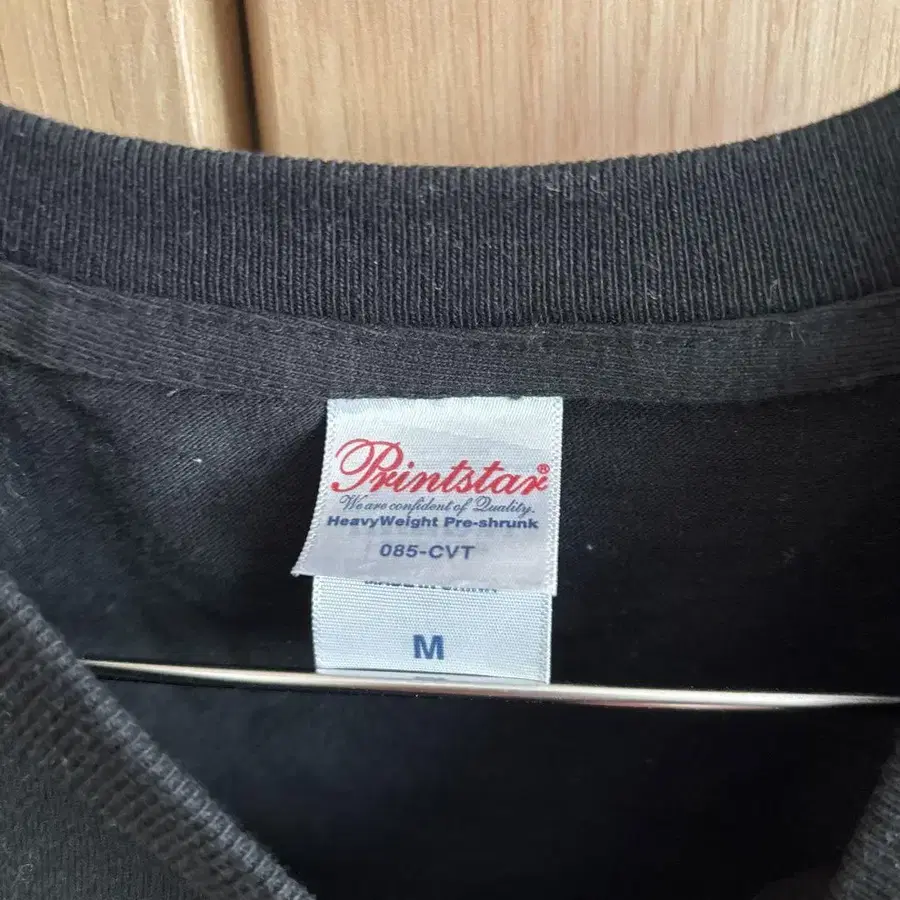 Printstar®
We are confident of Quality.
HeavyWeight Pre-shrunk
085-CVT
M